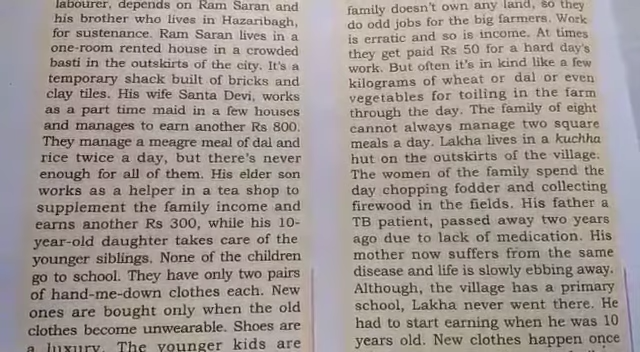 labourer, depends on Ram Saran and
his brother who lives in Hazaribagh,
for sustenance. Ram Saran lives in a
one-room rented house in a crowded
basti in the outskirts of the city. It's a
temporary shack built of bricks and
clay tiles. His wife Santa Devi, works
as a part time maid in a few houses
and manages to earn another Rs 800.
They manage a meagre meal of dal and
rice twice a day, but there's never
enough for all of them. His elder son
works as a helper in a tea shop to
supplement the family income and
earns another Rs 300, while his 10-
year-old daughter takes care of the
younger siblings. None of the children
go to school. They have only two pairs
of hand-me-down clothes each. New
ones are bought only when the old
clothes become unwearable. Shoes are
a luxury. The younger kids are
family doesn't own any land, so they
do odd jobs for the big farmers. Work
is erratic and so is income. At times
they get paid Rs 50 for a hard day's
work. But often it's in kind like a few
kilograms of wheat or dal or even
vegetables for toiling in the farm
through the day. The family of eight
cannot always manage two square
meals a day. Lakha lives in a kuchha
hut on the outskirts of the village.
The women of the family spend the
day chopping fodder and collecting
firewood in the fields. His father a
TB patient, passed away two years
ago due to lack of medication. His
mother now suffers from the same
disease and life is slowly ebbing away.
Although, the village has a primary
school, Lakha never went there. He
had to start earning when he was 10
years old. New clothes happen once